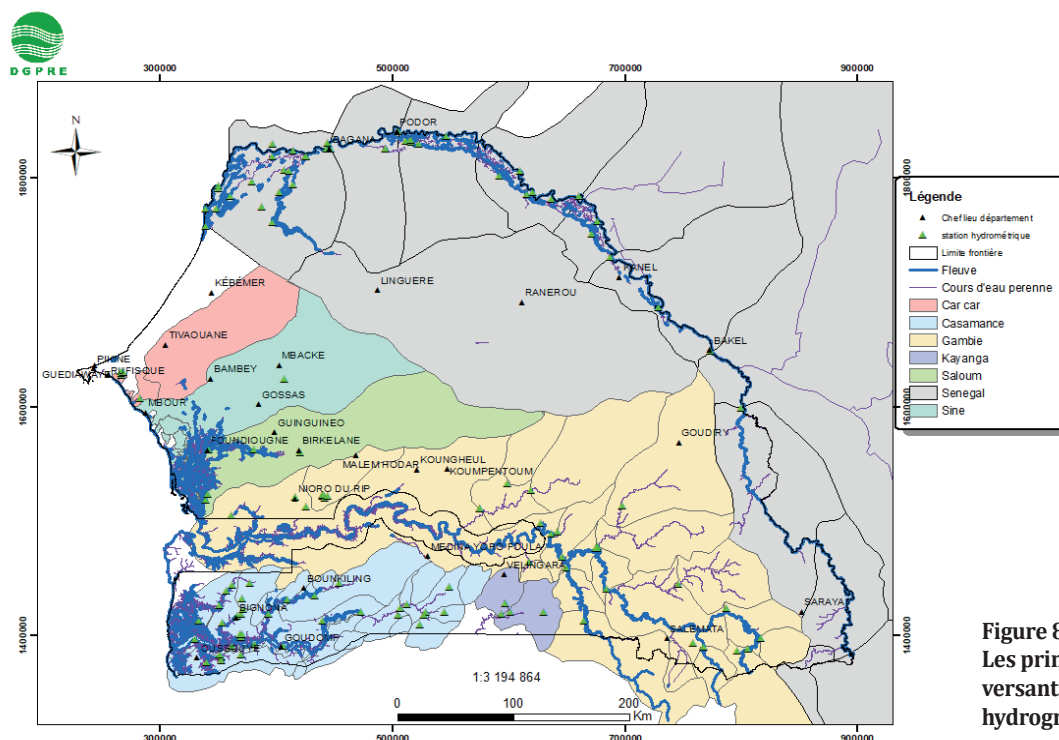 DGPRE
300000
500000
700000
900000
N
PODOR
DAGANA
1800000
1800000
Légende
Chef lieu département
station hydrométrique
Limite frontière
Fleuve
Cours d'eau perenne
Car car
Casamance
Gambie
Kayanga
Saloum
Senegal
Sine
KANEL
KÉBÉMER
LINGUERE
RANEROU
TIVAOUANE
BAKEL
PIKINE
MBACKE
GUEDIAWAYE
RUFISQUE
BAMBEY
GOSSAS
MBOUR
1600000
1600000
GUINGUINEO
GOUDIRY
FOUNDIOUGNE
BIRKELANE
MALEM HODAR
KOUNGHEUL
KOUMPENTOUM
NIORO DU RIP
MEDINA YORO FOULA
VELINGARA
BOUNKILING
SARAYA
BIGNONA
1400000
1400000
GOUDOMP
SALEMATA
OUSSOUYE
1:3 194 864
0
100
200
Km
300000
500000
700000
900000
Figure 8
Les prin
versant
hydrogr